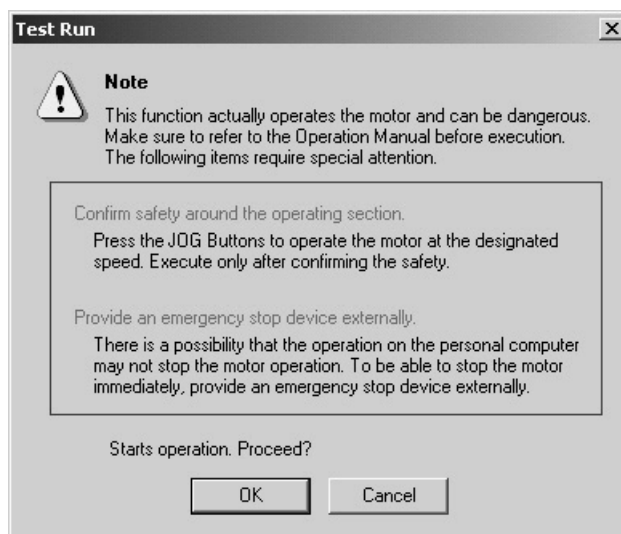 Test Run
Note
This function actually operates the motor and can be dangerous.
Make sure to refer to the Operation Manual before execution.
The following items require special attention.
Confirm safety around the operating section.
Press the JOG Buttons to operate the motor at the designated
speed. Execute only after confirming the safety.
Provide an emergency stop device externally.
There is a possibility that the operation on the personal computer
may not stop the motor operation. To be able to stop the motor
immediately, provide an emergency stop device externally.
Starts operation. Proceed?
OK
Cancel